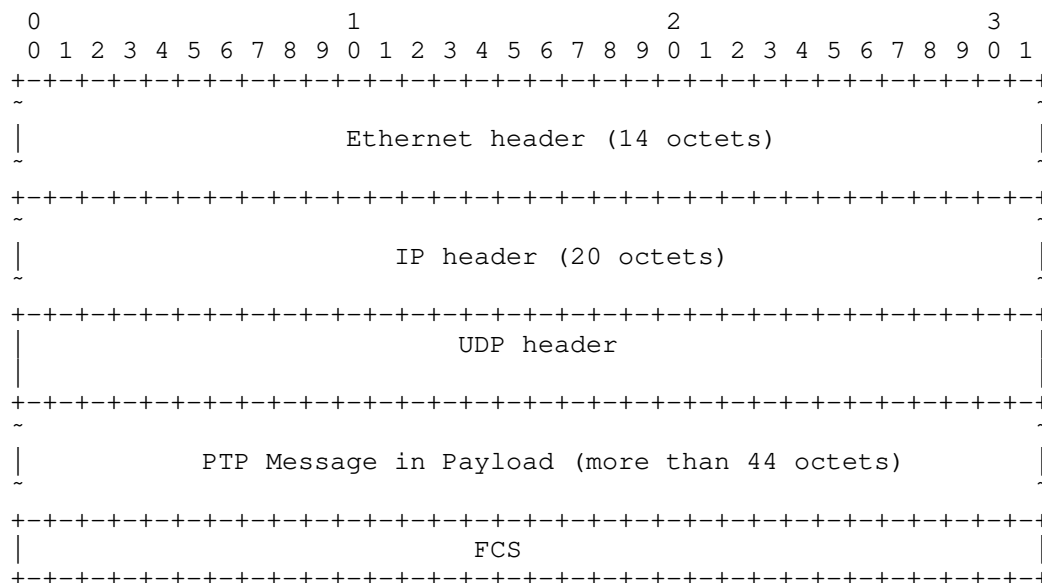 0                   1                   2                   3
0 1 2 3 4 5 6 7 8 9 0 1 2 3 4 5 6 7 8 9 0 1 2 3 4 5 6 7 8 9 0 1
+-+-+-+-+-+-+-+-+-+-+-+-+-+-+-+-+-+-+-+-+-+-+-+-+-+-+-+-+-+-+-+-+
~                                                               ~
|                    Ethernet header (14 octets)                |
~                                                               ~
+-+-+-+-+-+-+-+-+-+-+-+-+-+-+-+-+-+-+-+-+-+-+-+-+-+-+-+-+-+-+-+-+
~                                                               ~
|                       IP header (20 octets)                   |
~                                                               ~
+-+-+-+-+-+-+-+-+-+-+-+-+-+-+-+-+-+-+-+-+-+-+-+-+-+-+-+-+-+-+-+-+
|                           UDP header                          |
|                                                               |
+-+-+-+-+-+-+-+-+-+-+-+-+-+-+-+-+-+-+-+-+-+-+-+-+-+-+-+-+-+-+-+-+
~                                                               ~
|           PTP Message in Payload (more than 44 octets)        |
~                                                               ~
+-+-+-+-+-+-+-+-+-+-+-+-+-+-+-+-+-+-+-+-+-+-+-+-+-+-+-+-+-+-+-+-+
|                            FCS                                |
+-+-+-+-+-+-+-+-+-+-+-+-+-+-+-+-+-+-+-+-+-+-+-+-+-+-+-+-+-+-+-+-+